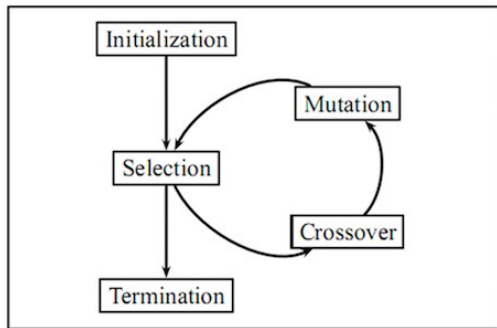 Initialization
Mutation
Selection
Crossover
Termination